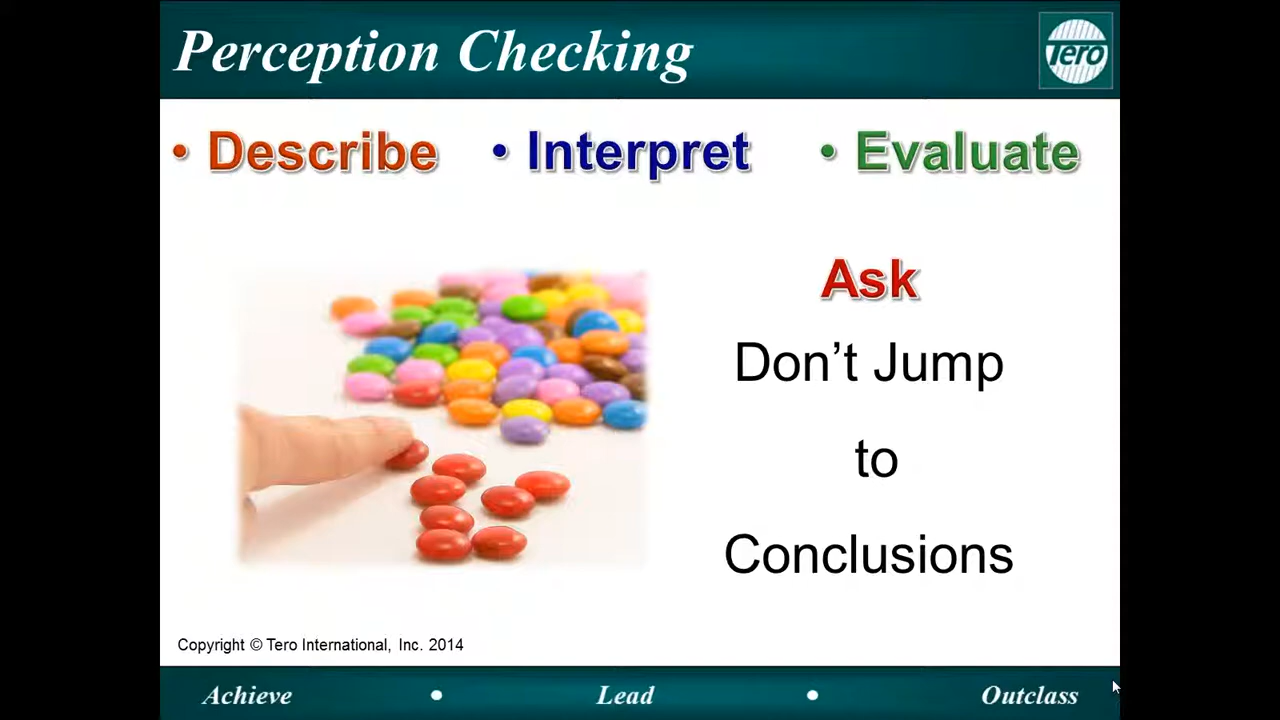 Perception Checking
Tero
• Describe • Interpret • Evaluate
Ask
Don’t Jump
to
Conclusions
Copyright © Tero International, Inc. 2014
Achieve • Lead • Outclass